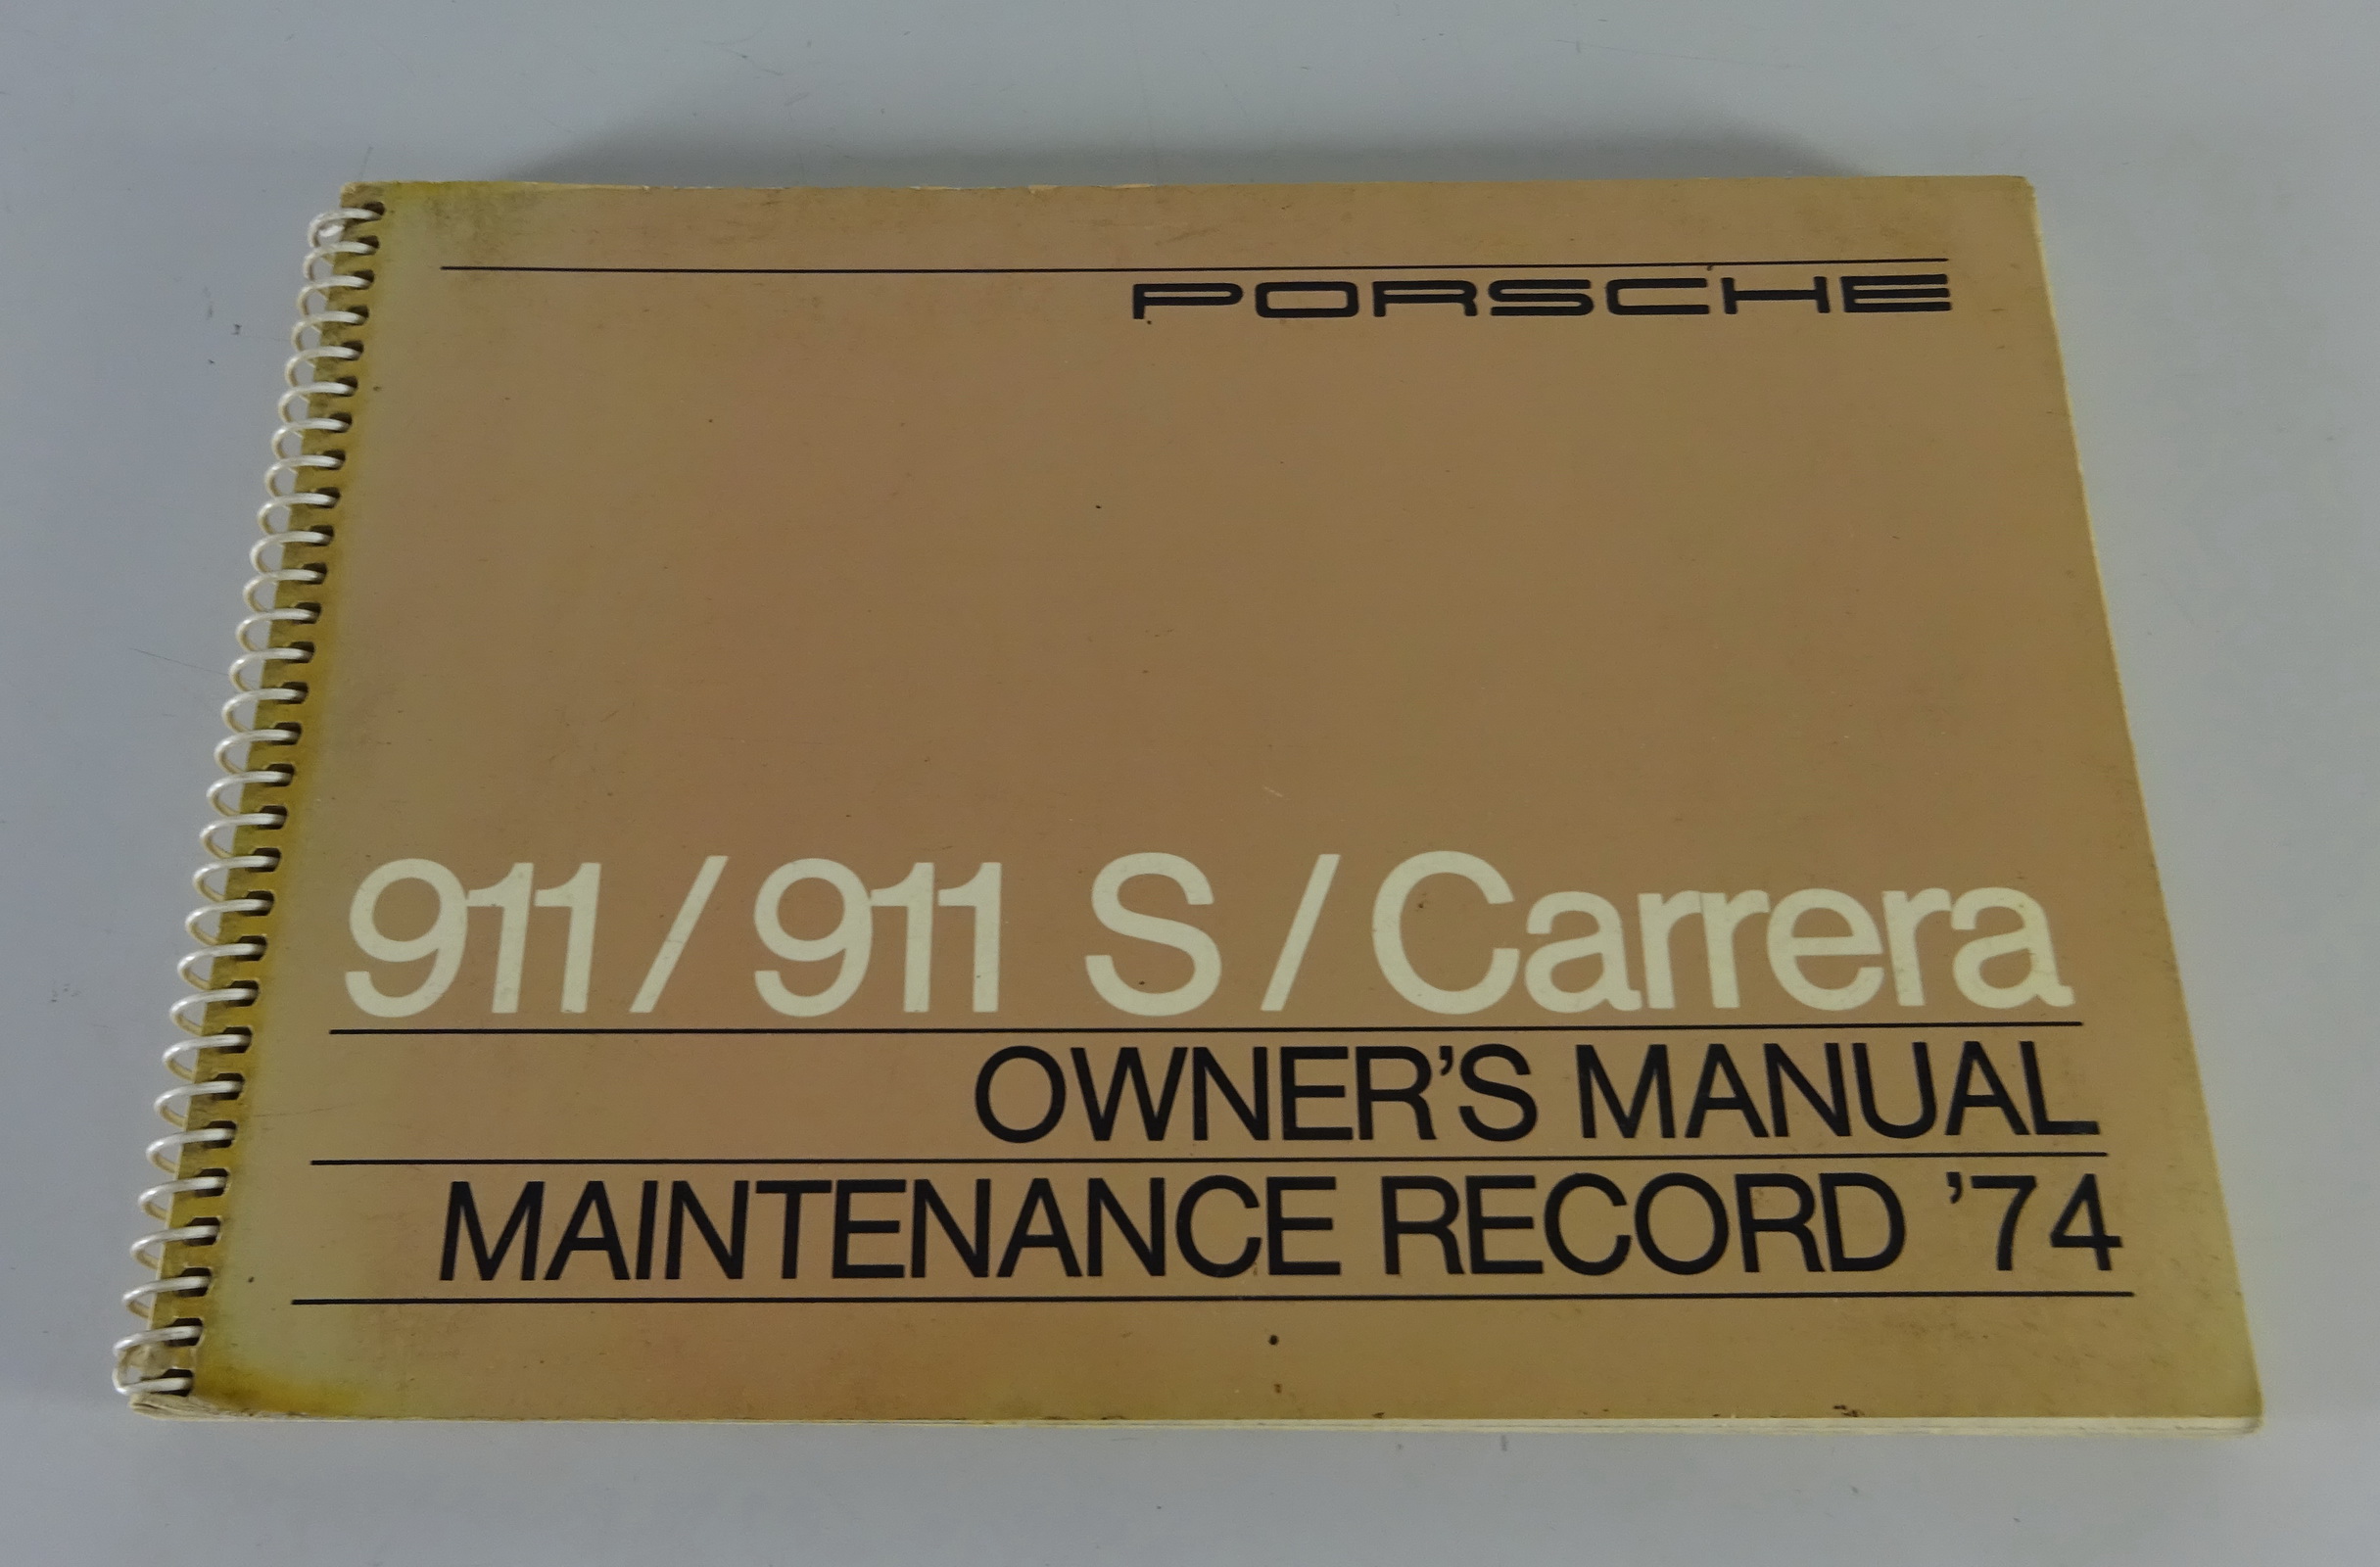 PORSCHE
911/911 S/Carrera
OWNER'S MANUAL
MAINTENANCE RECORD '74